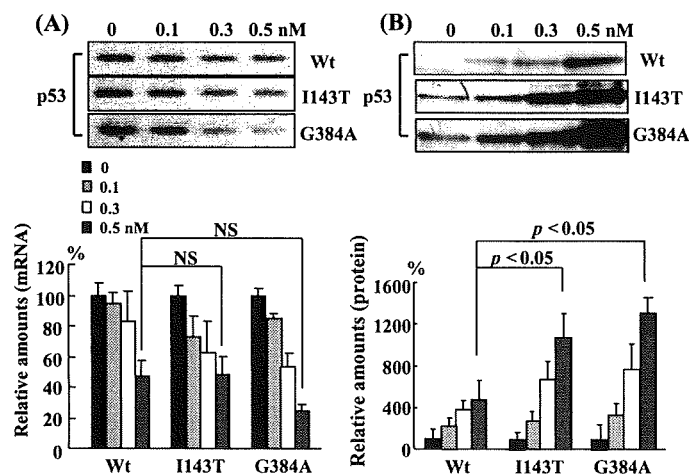 (A)
0 0.1 0.3 0.5 nM
p53
Wt
I143T
G384A
0
0.1
0.3
0.5 nM
NS
NS
%
Relative amounts (mRNA)
120
100
80
60
40
20
0
Wt I143T G384A
(B)
0 0.1 0.3 0.5 nM
p53
Wt
I143T
G384A
p < 0.05
p < 0.05
%
Relative amounts (protein)
1600
1200
800
400
0
Wt I143T G384A